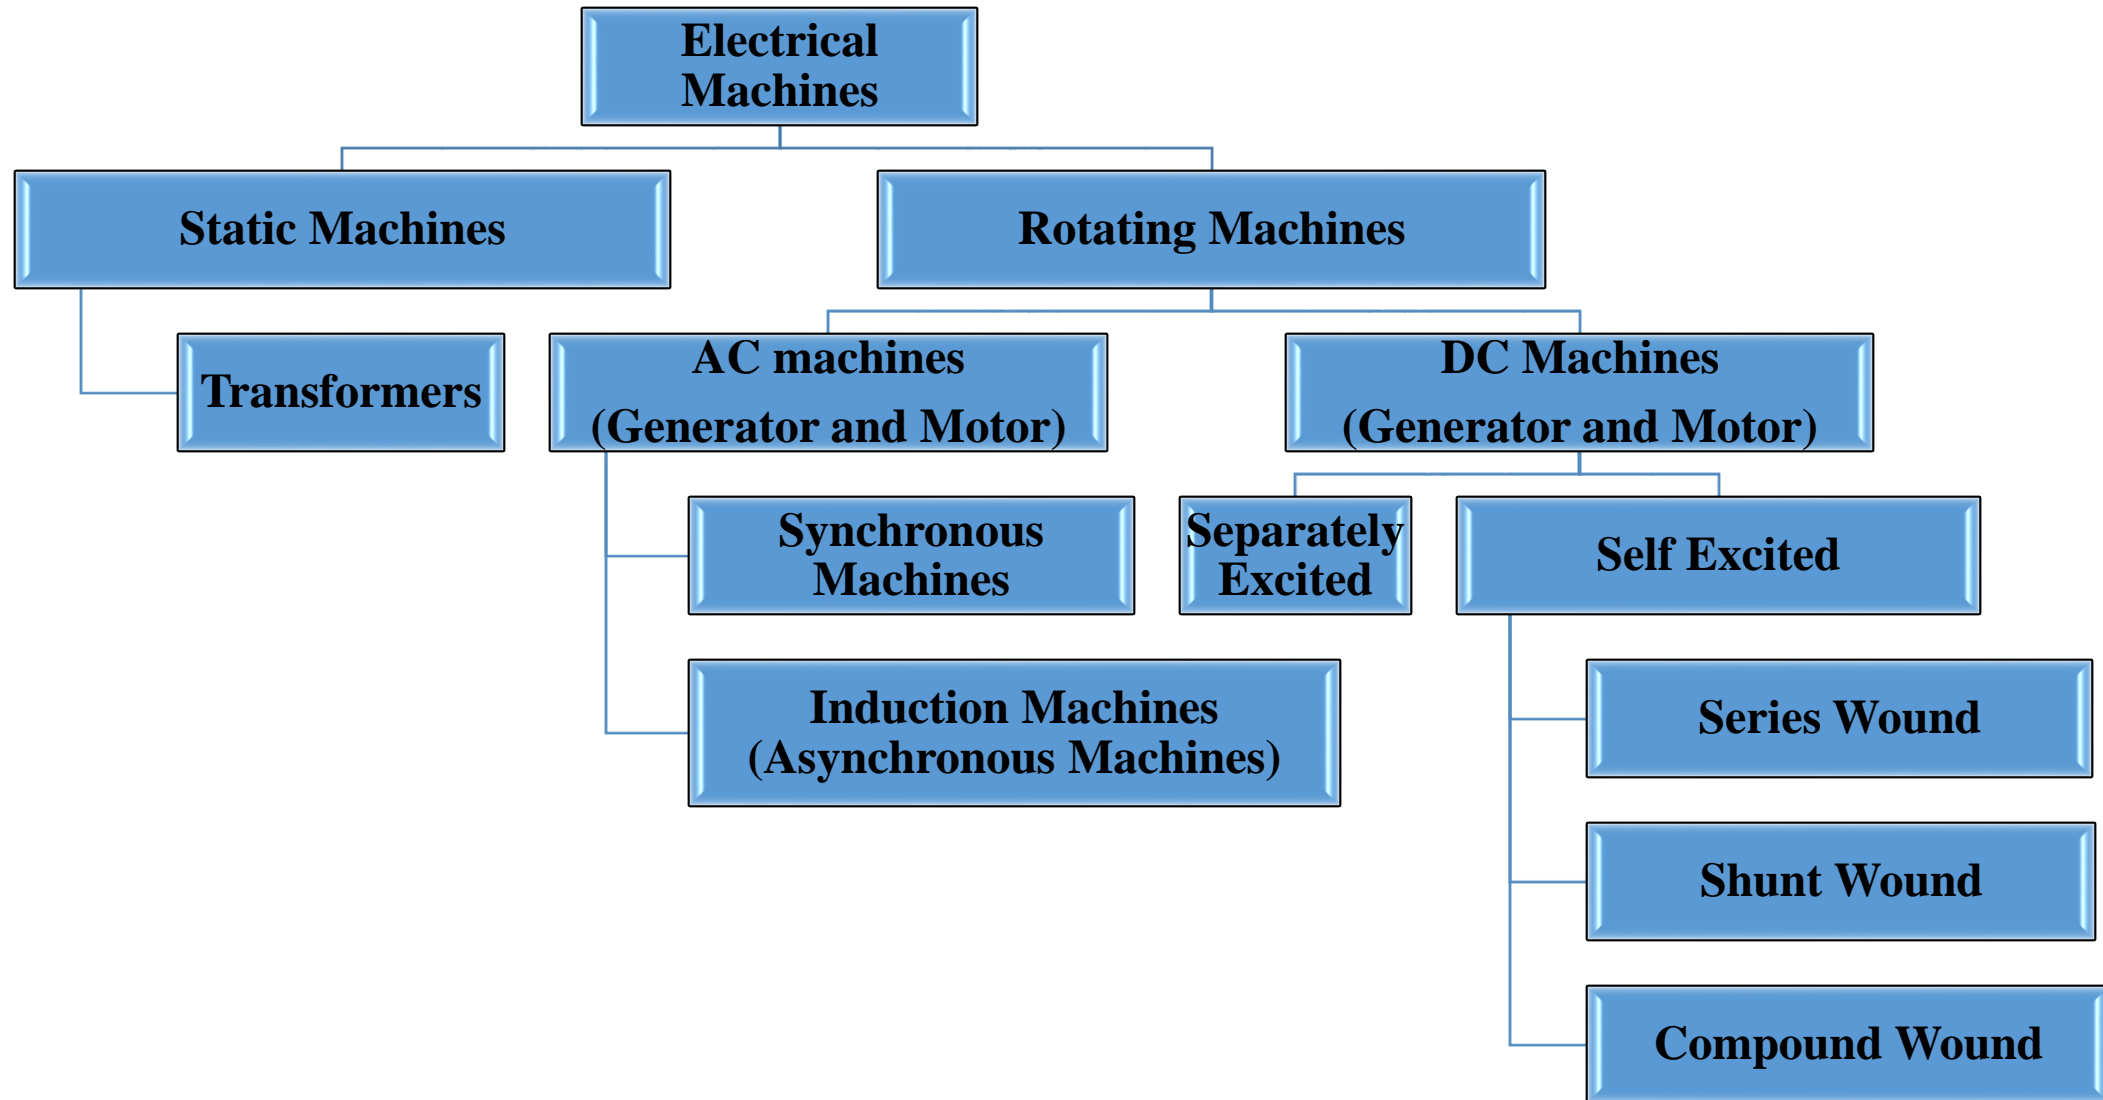 Electrical
Machines
Static Machines
Rotating Machines
Transformers
AC machines
(Generator and Motor)
DC Machines
(Generator and Motor)
Synchronous
Machines
Separately
Excited
Self Excited
Induction Machines
(Asynchronous Machines)
Series Wound
Shunt Wound
Compound Wound